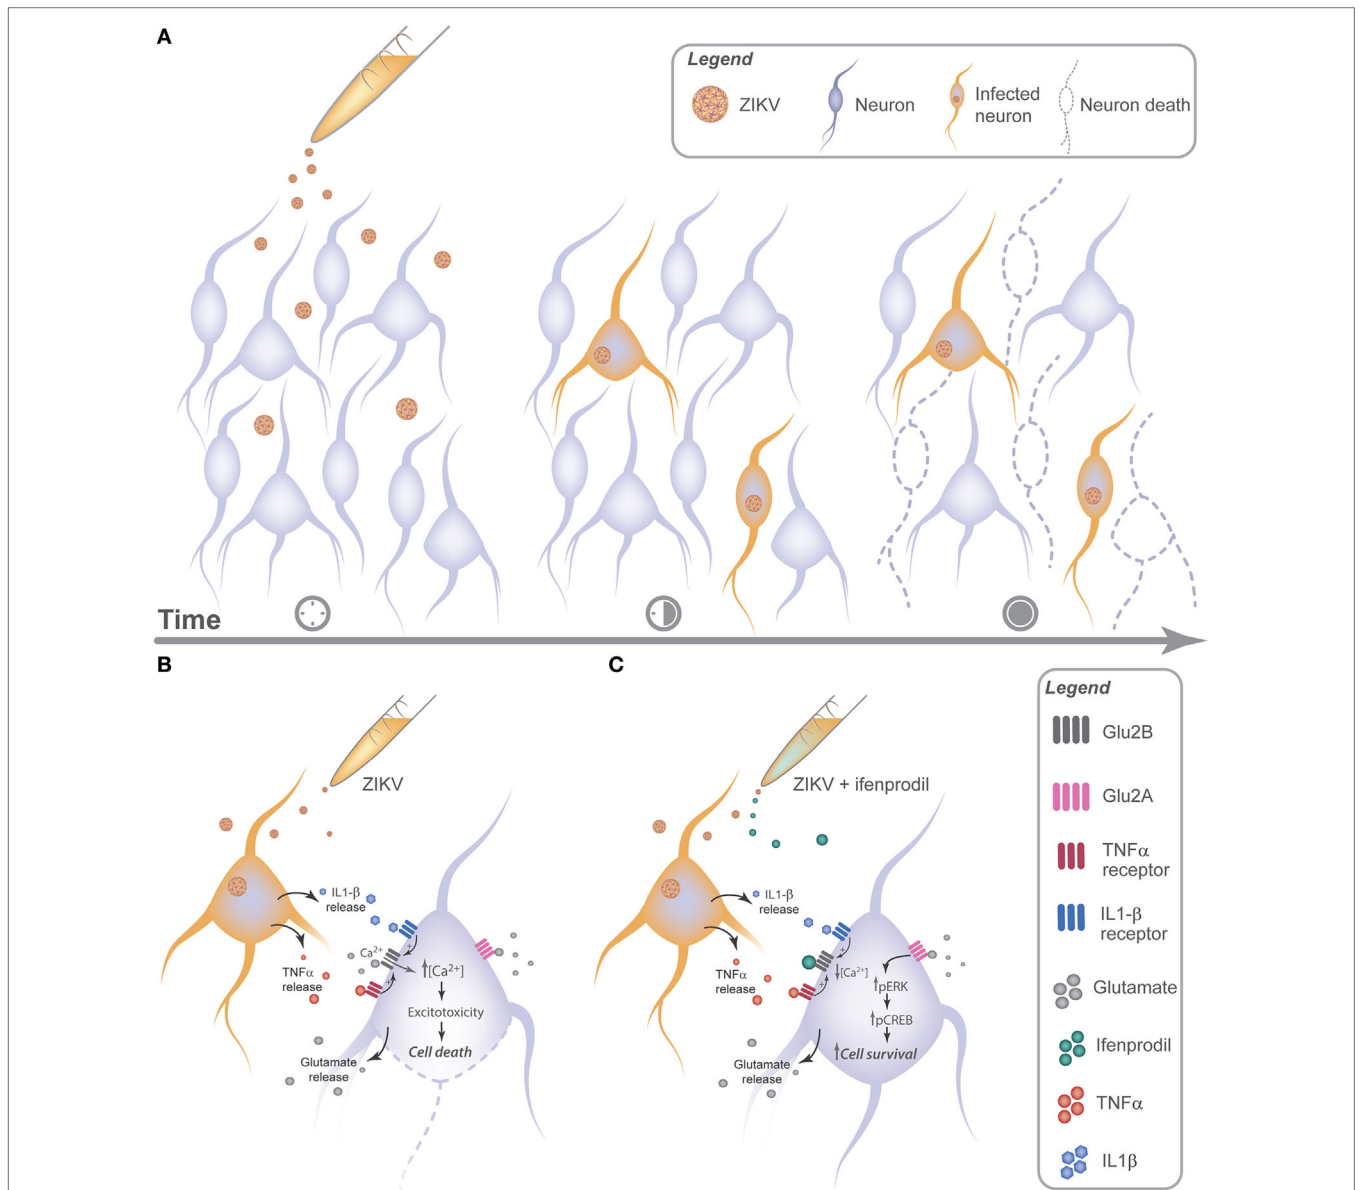 A
Legend
ZIKV
Neuron
Infected
neuron
Neuron death
Time
B
ZIKV
IL1-β
release
TNFα
release
Ca²⁺
+
+
↑[Ca²⁺]
Excitotoxicity
Cell death
Glutamate
release
C
ZIKV + ifenprodil
IL1-β
release
TNFα
release
+
+
↓[Ca²⁺]
↑pERK
↑pCREB
↑Cell survival
Glutamate
release
Legend
Glu2B
Glu2A
TNFα
receptor
IL1-β
receptor
Glutamate
Ifenprodil
TNFα
IL1β